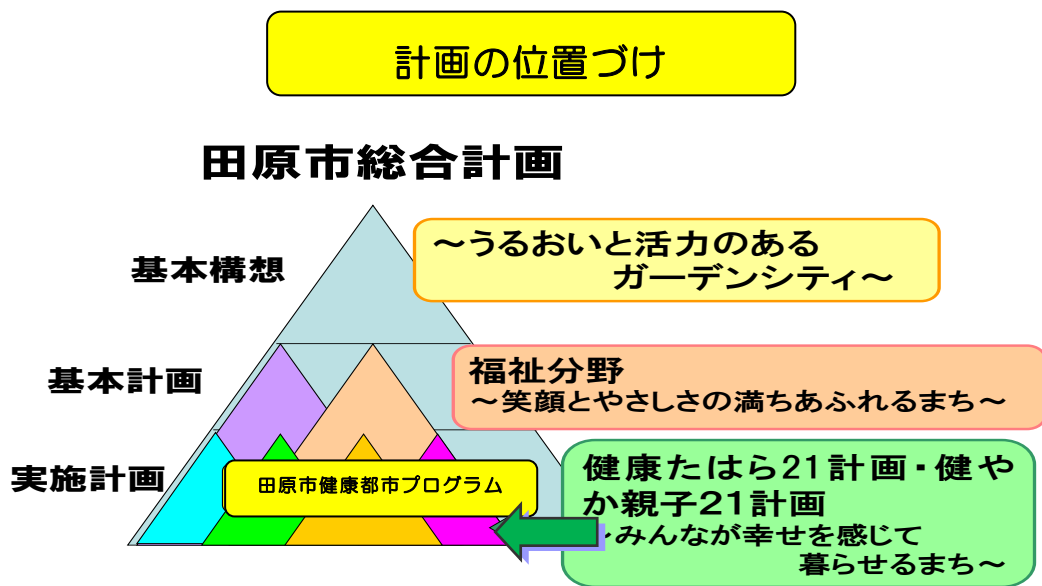 計画の位置づけ
田原市総合計画
基本構想
～うるおいと活力のある
ガーデンシティ～
基本計画
福祉分野
～笑顔とやさしさの満ちあふれるまち～
実施計画
田原市健康都市プログラム
健康たはら21計画・健や
か親子21計画
～みんなが幸せを感じて
暮らせるまち～